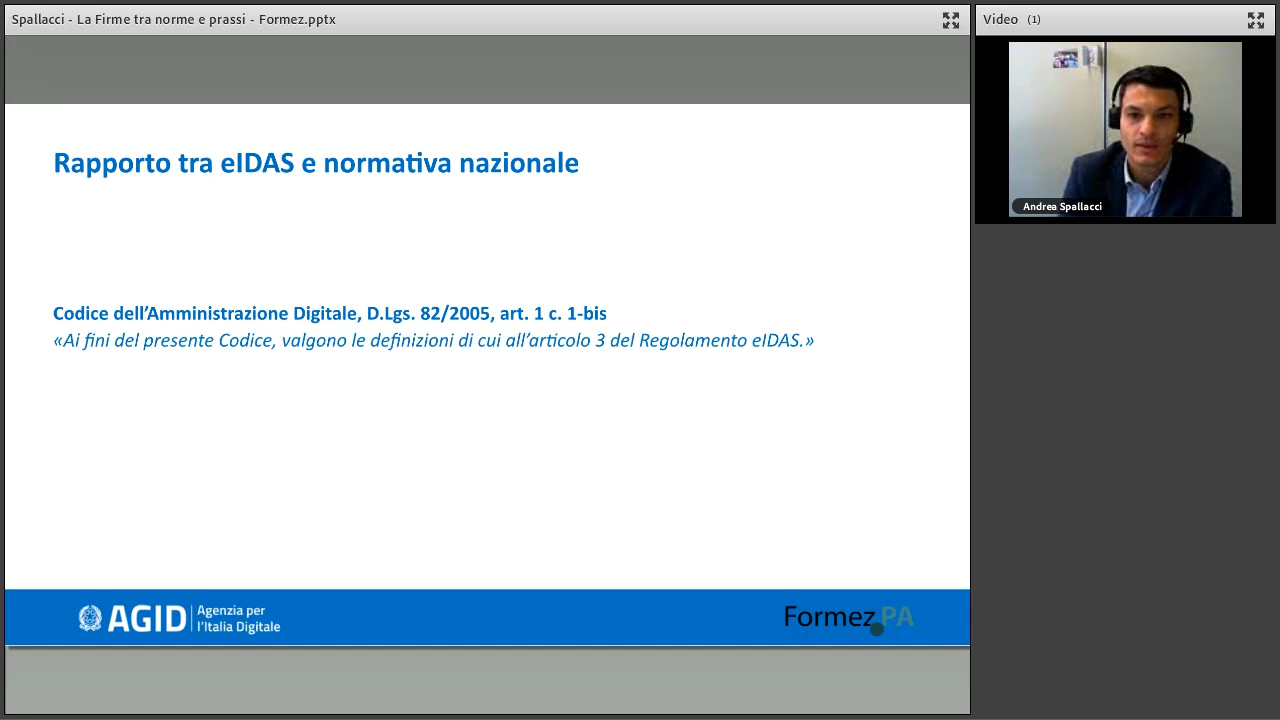 Spallacci - La Firme tra norme e prassi - Formez.pptx
Video (1)
Andrea Spallacci
Rapporto tra eIDAS e normativa nazionale
Codice dell’Amministrazione Digitale, D.Lgs. 82/2005, art. 1 c. 1-bis
«Ai fini del presente Codice, valgono le definizioni di cui all’articolo 3 del Regolamento eIDAS.»
AGID Agenzia per
l’Italia Digitale
Formez PA